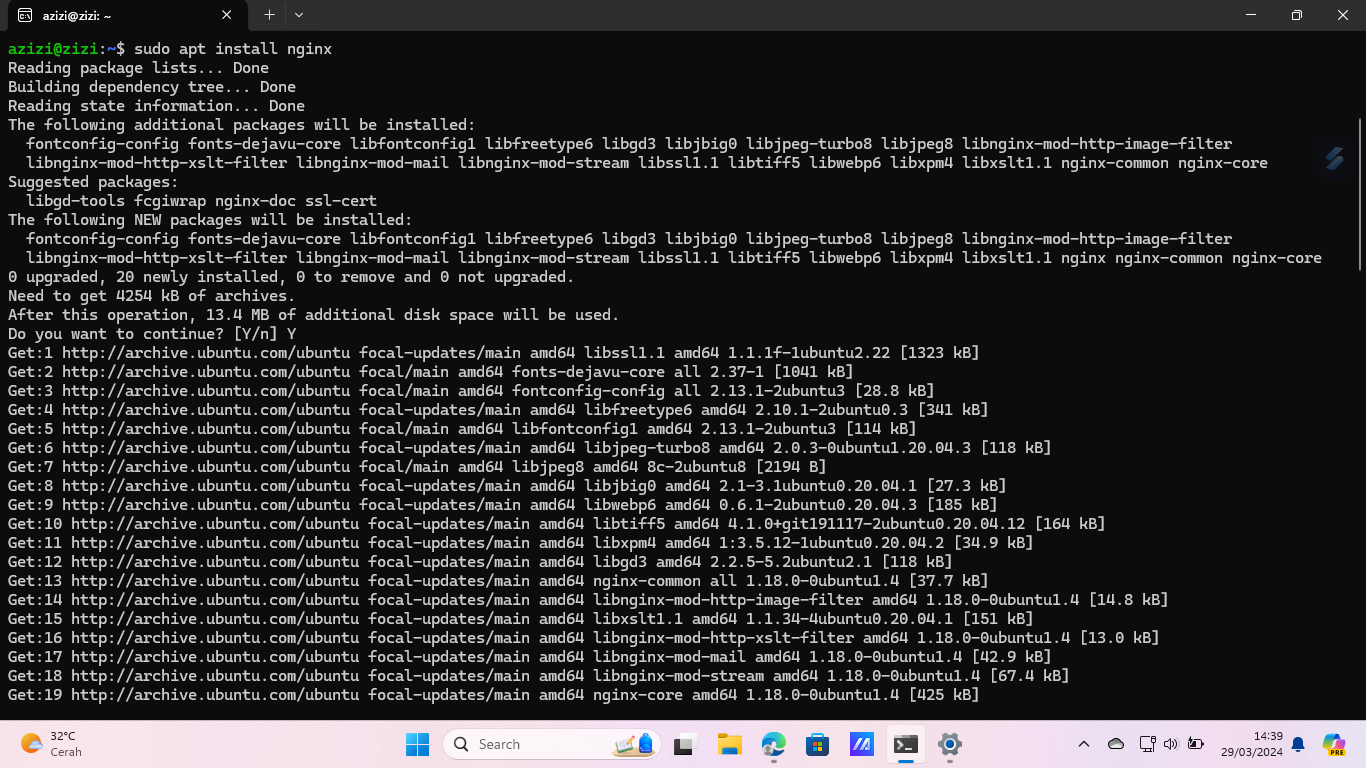 azizi@zizi: ~
azizi@zizi:~$ sudo apt install nginx
Reading package lists... Done
Building dependency tree... Done
Reading state information... Done
The following additional packages will be installed:
  fontconfig-config fonts-dejavu-core libfontconfig1 libfreetype6 libgd3 libjbig0 libjpeg-turbo8 libjpeg8 libnginx-mod-http-image-filter
  libnginx-mod-http-xslt-filter libnginx-mod-mail libnginx-mod-stream libssl1.1 libtiff5 libwebp6 libxpm4 libxslt1.1 nginx-common nginx-core
Suggested packages:
  libgd-tools fcgiwrap nginx-doc ssl-cert
The following NEW packages will be installed:
  fontconfig-config fonts-dejavu-core libfontconfig1 libfreetype6 libgd3 libjbig0 libjpeg-turbo8 libjpeg8 libnginx-mod-http-image-filter
  libnginx-mod-http-xslt-filter libnginx-mod-mail libnginx-mod-stream libssl1.1 libtiff5 libwebp6 libxpm4 libxslt1.1 nginx nginx-common nginx-core
0 upgraded, 20 newly installed, 0 to remove and 0 not upgraded.
Need to get 4254 kB of archives.
After this operation, 13.4 MB of additional disk space will be used.
Do you want to continue? [Y/n] Y
Get:1 http://archive.ubuntu.com/ubuntu focal-updates/main amd64 libssl1.1 amd64 1.1.1f-1ubuntu2.22 [1323 kB]
Get:2 http://archive.ubuntu.com/ubuntu focal/main amd64 fonts-dejavu-core all 2.37-1 [1041 kB]
Get:3 http://archive.ubuntu.com/ubuntu focal/main amd64 fontconfig-config all 2.13.1-2ubuntu3 [28.8 kB]
Get:4 http://archive.ubuntu.com/ubuntu focal-updates/main amd64 libfreetype6 amd64 2.10.1-2ubuntu0.3 [341 kB]
Get:5 http://archive.ubuntu.com/ubuntu focal/main amd64 libfontconfig1 amd64 2.13.1-2ubuntu3 [114 kB]
Get:6 http://archive.ubuntu.com/ubuntu focal-updates/main amd64 libjpeg-turbo8 amd64 2.0.3-0ubuntu1.20.04.3 [118 kB]
Get:7 http://archive.ubuntu.com/ubuntu focal/main amd64 libjpeg8 amd64 8c-2ubuntu8 [2194 B]
Get:8 http://archive.ubuntu.com/ubuntu focal-updates/main amd64 libjbig0 amd64 2.1-3.1ubuntu0.20.04.1 [27.3 kB]
Get:9 http://archive.ubuntu.com/ubuntu focal-updates/main amd64 libwebp6 amd64 0.6.1-2ubuntu0.20.04.3 [185 kB]
Get:10 http://archive.ubuntu.com/ubuntu focal-updates/main amd64 libtiff5 amd64 4.1.0+git191117-2ubuntu0.20.04.12 [164 kB]
Get:11 http://archive.ubuntu.com/ubuntu focal-updates/main amd64 libxpm4 amd64 1:3.5.12-1ubuntu0.20.04.2 [34.9 kB]
Get:12 http://archive.ubuntu.com/ubuntu focal-updates/main amd64 libgd3 amd64 2.2.5-5.2ubuntu2.1 [118 kB]
Get:13 http://archive.ubuntu.com/ubuntu focal-updates/main amd64 nginx-common all 1.18.0-0ubuntu1.4 [37.7 kB]
Get:14 http://archive.ubuntu.com/ubuntu focal-updates/main amd64 libnginx-mod-http-image-filter amd64 1.18.0-0ubuntu1.4 [14.8 kB]
Get:15 http://archive.ubuntu.com/ubuntu focal-updates/main amd64 libxslt1.1 amd64 1.1.34-4ubuntu0.20.04.1 [151 kB]
Get:16 http://archive.ubuntu.com/ubuntu focal-updates/main amd64 libnginx-mod-http-xslt-filter amd64 1.18.0-0ubuntu1.4 [13.0 kB]
Get:17 http://archive.ubuntu.com/ubuntu focal-updates/main amd64 libnginx-mod-mail amd64 1.18.0-0ubuntu1.4 [42.9 kB]
Get:18 http://archive.ubuntu.com/ubuntu focal-updates/main amd64 libnginx-mod-stream amd64 1.18.0-0ubuntu1.4 [67.4 kB]
Get:19 http://archive.ubuntu.com/ubuntu focal-updates/main amd64 nginx-core amd64 1.18.0-0ubuntu1.4 [425 kB]
32°C
Cerah
Search
14:39
29/03/2024
PRE